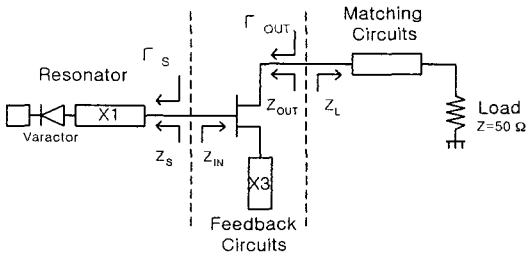 Matching
Circuits
Γ OUT
Γ S
Resonator
X1
Varactor
Z S
Z IN
Z OUT
Z L
Load
Z=50 Ω
X3
Feedback
Circuits